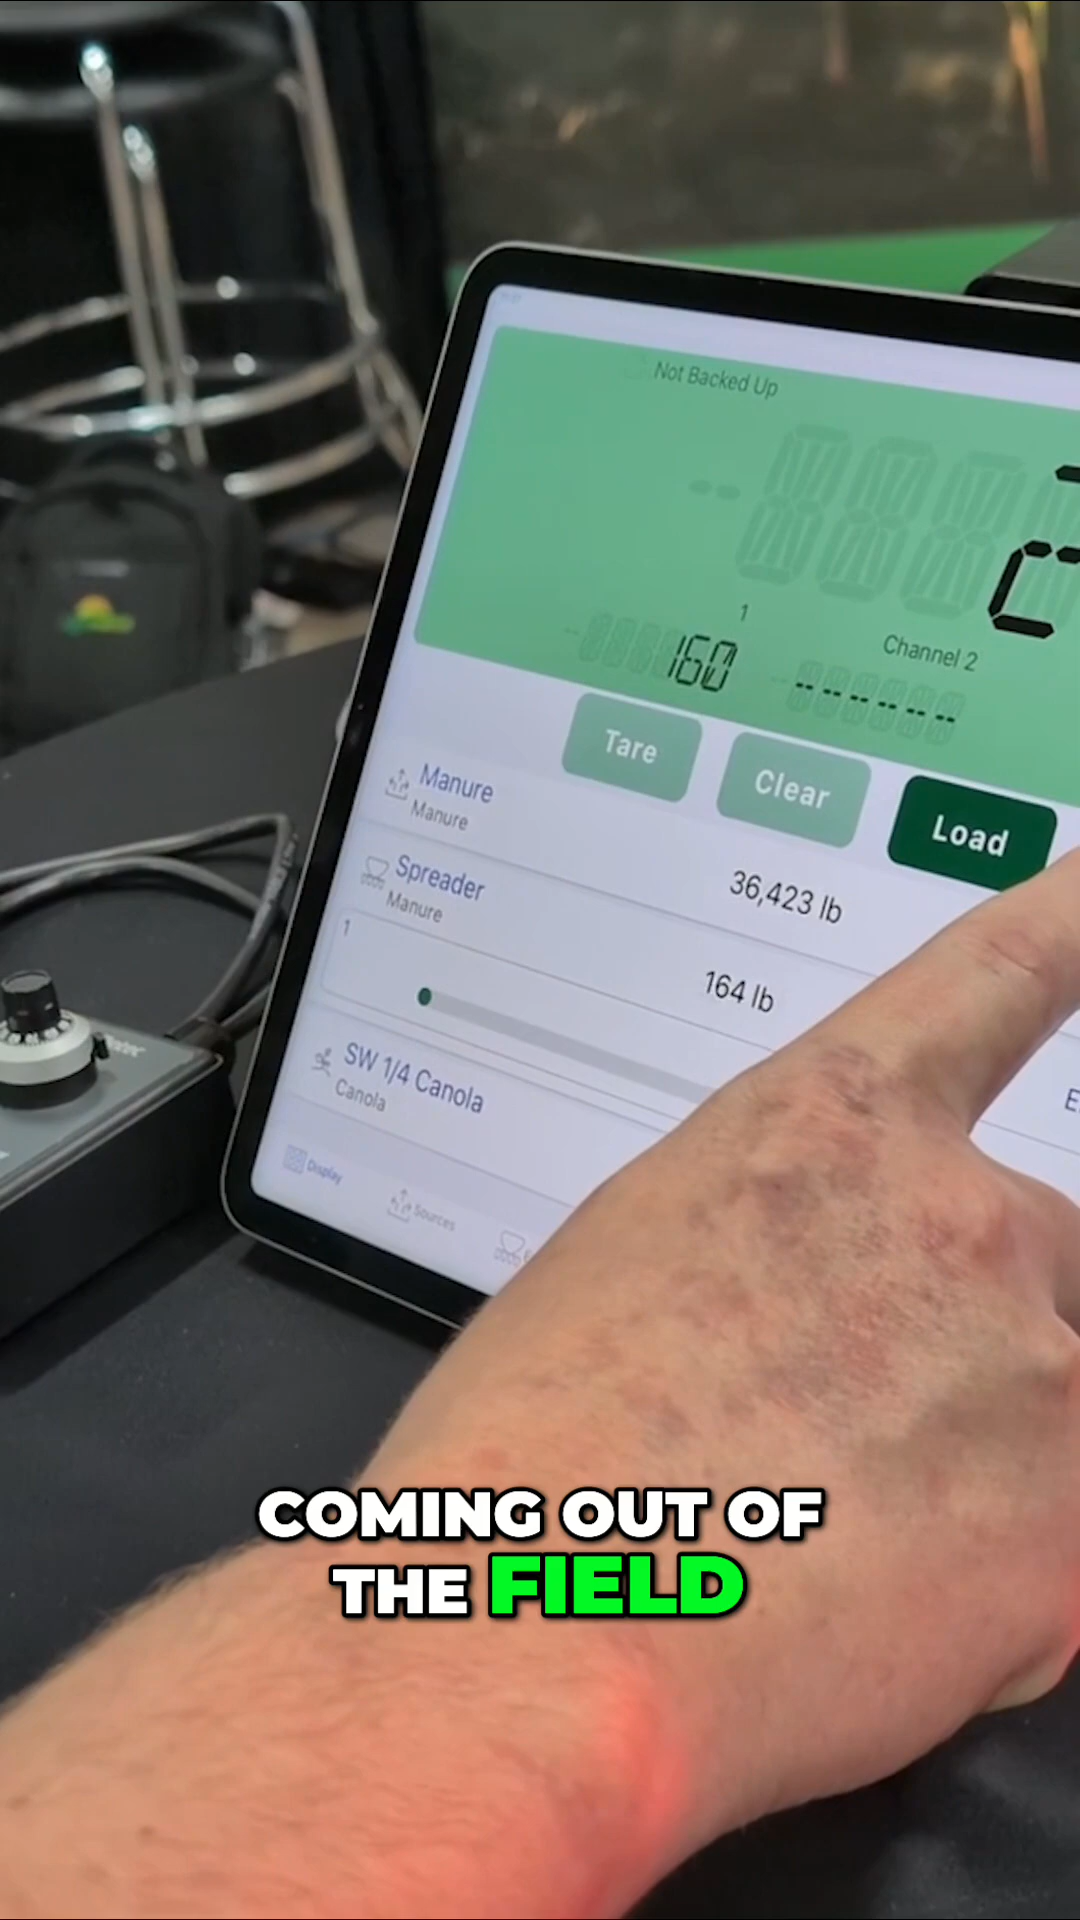 Not Backed Up
1
Channel 2
160
------
Tare
Clear
Load
Manure
Manure
36,423 lb
Spreader
Manure
1
164 lb
SW 1/4 Canola
Canola
Display
Sources
COMING OUT OF
THE FIELD